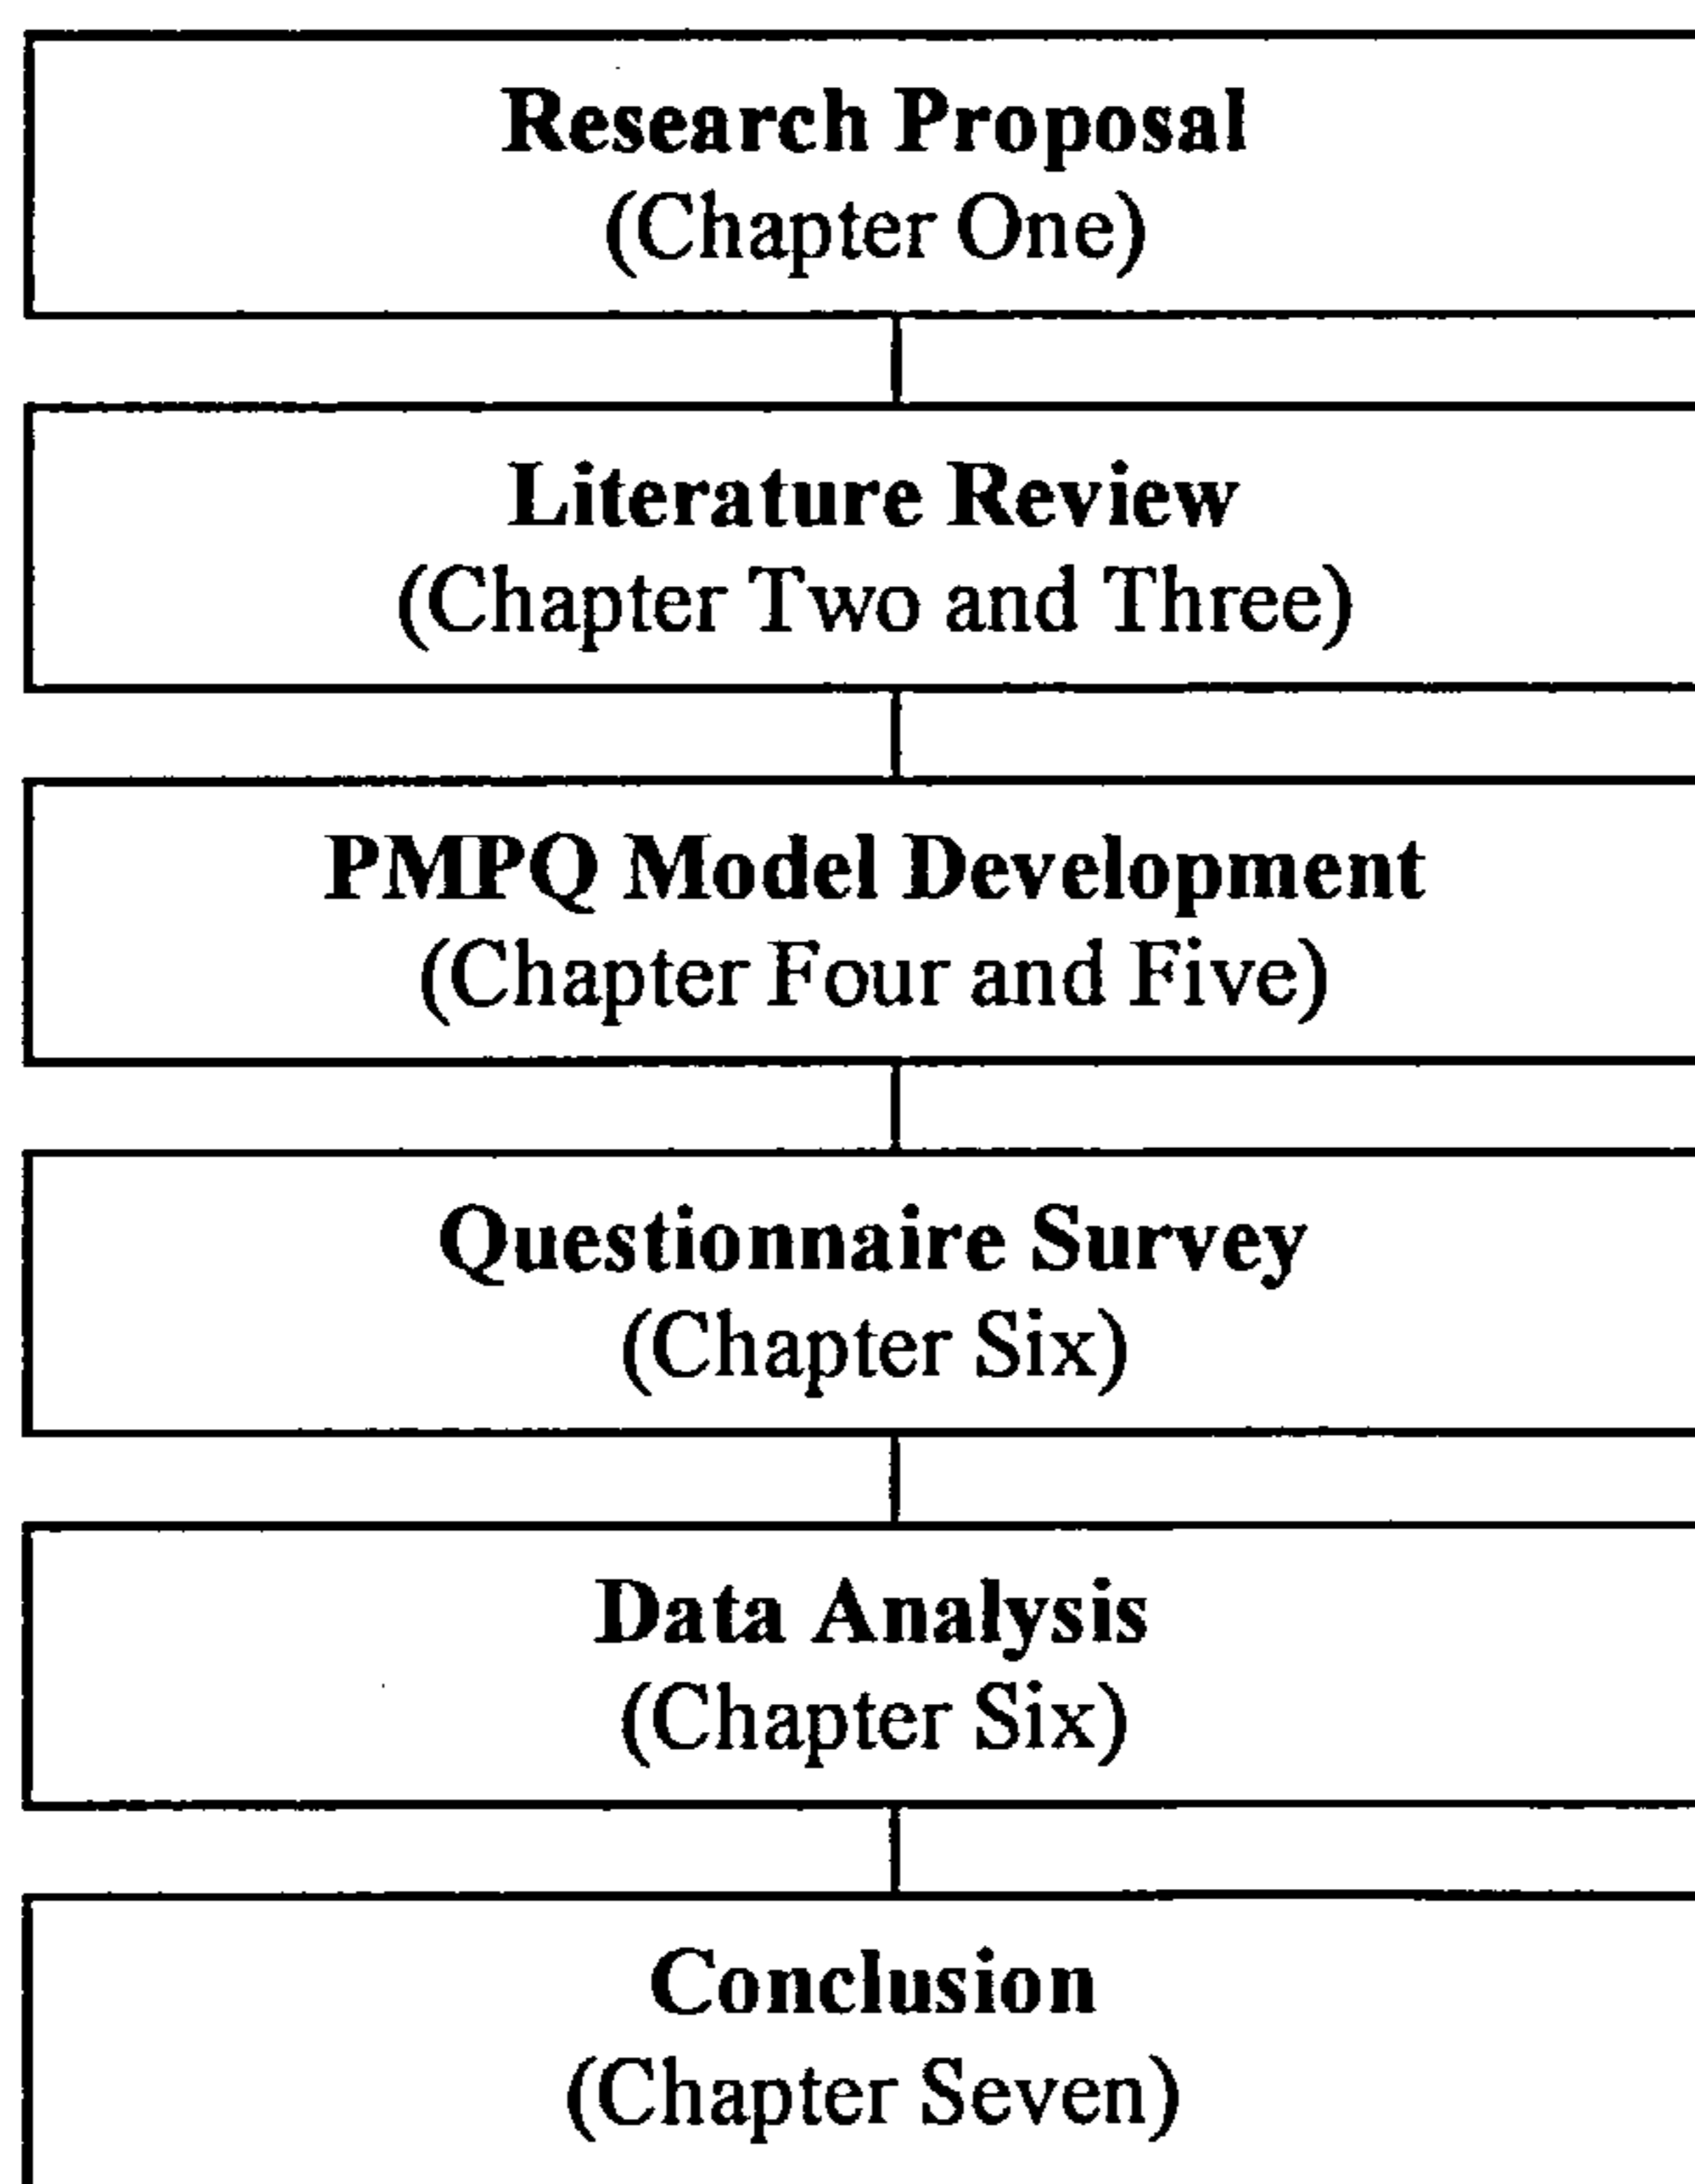 Research Proposal
(Chapter One)
Literature Review
(Chapter Two and Three)
PMPQ Model Development
(Chapter Four and Five)
Questionnaire Survey
(Chapter Six)
Data Analysis
(Chapter Six)
Conclusion
(Chapter Seven)